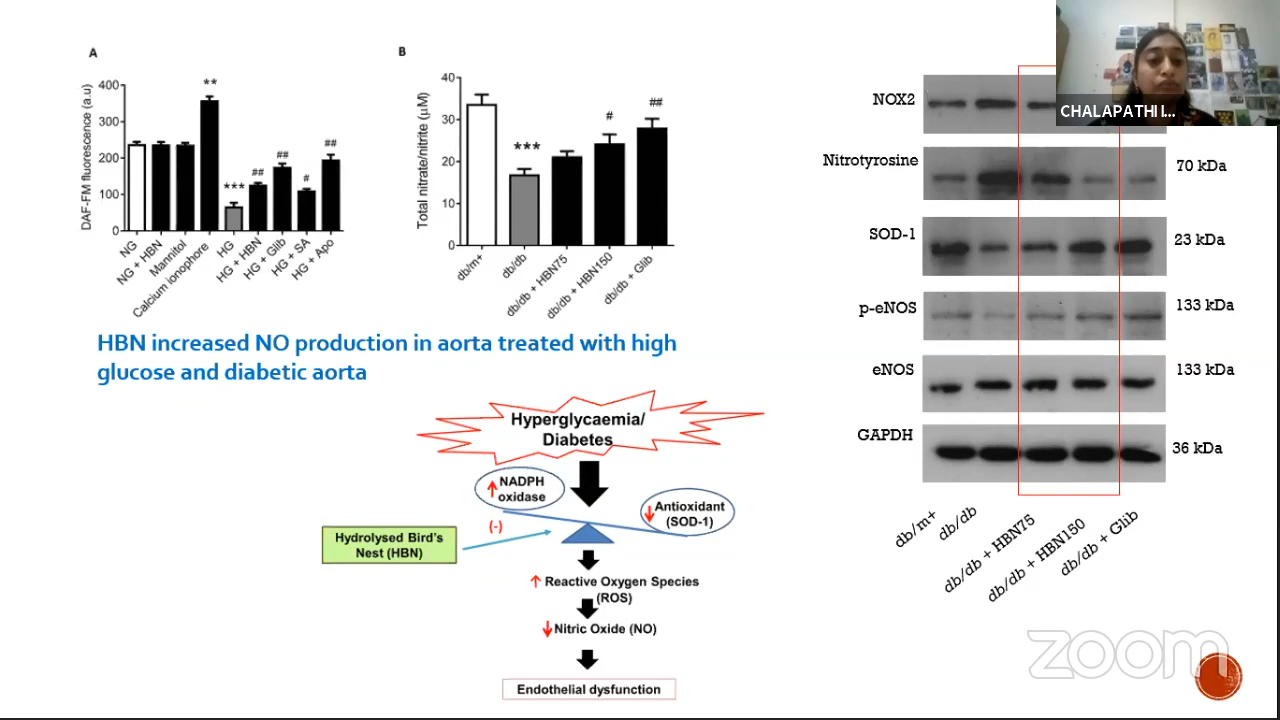 A
DAF-FM fluorescence (a.u)
400
300
200
100
0
**
***
##
##
#
##
NG
NG + HBN
Mannitol
Calcium ionophore
HG
HG + HBN
HG + Glib
HG + SA
HG + Apo
B
Total nitrate/nitrite (µM)
40
30
20
10
0
***
#
##
db/m+
db/db
db/db + HBN75
db/db + HBN150
db/db + Glib
HBN increased NO production in aorta treated with high
glucose and diabetic aorta
Hyperglycaemia/
Diabetes
NADPH
oxidase
Antioxidant
(SOD-1)
(-)
Hydrolysed Bird's
Nest (HBN)
Reactive Oxygen Species
(ROS)
Nitric Oxide (NO)
Endothelial dysfunction
NOX2
Nitrotyrosine
70 kDa
SOD-1
23 kDa
p-eNOS
133 kDa
eNOS
133 kDa
GAPDH
36 kDa
db/m+
db/db
db/db + HBN75
db/db + HBN150
db/db + Glib
CHALAPATHI I...
zoom